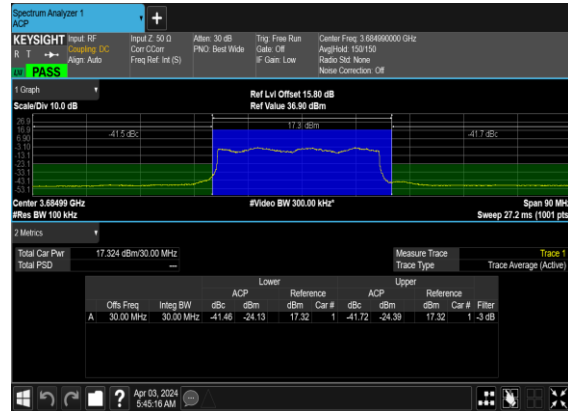 Spectrum Analyzer 1
ACP
KEYSIGHT Input: RF Input Z: 50 Ω Atten: 30 dB Trig: Free Run Center Freq: 3.684990000 GHz
R T Coupling: DC Corr CCorr PNO: Best Wide Gate: Off Avg|Hold: 150/150
Align: Auto Freq Ref: Int (S) IF Gain: Low Radio Std: None
LW PASS Noise Correction: Off
1 Graph Ref Lvl Offset 15.80 dB
Scale/Div 10.0 dB Ref Value 36.90 dBm
26.9 17.3 dBm
16.9
6.90 -41.5 dBc -41.7 dBc
-3.10
-13.1
-23.1
-33.1
-43.1
-53.1
Center 3.68499 GHz #Video BW 300.00 kHz* Span 90 MHz
#Res BW 100 kHz Sweep 27.2 ms (1001 pts
2 Metrics
Total Car Pwr 17.324 dBm/30.00 MHz Measure Trace Trace 1
Total PSD --- Trace Type Trace Average (Active)
Lower Upper
ACP Reference ACP Reference
Offs Freq Integ BW dBc dBm dBm Car # dBc dBm dBm Car # Filter
A 30.00 MHz 30.00 MHz -41.46 -24.13 17.32 1 -41.72 -24.39 17.32 1 -3 dB
? Apr 03, 2024
5:45:16 AM